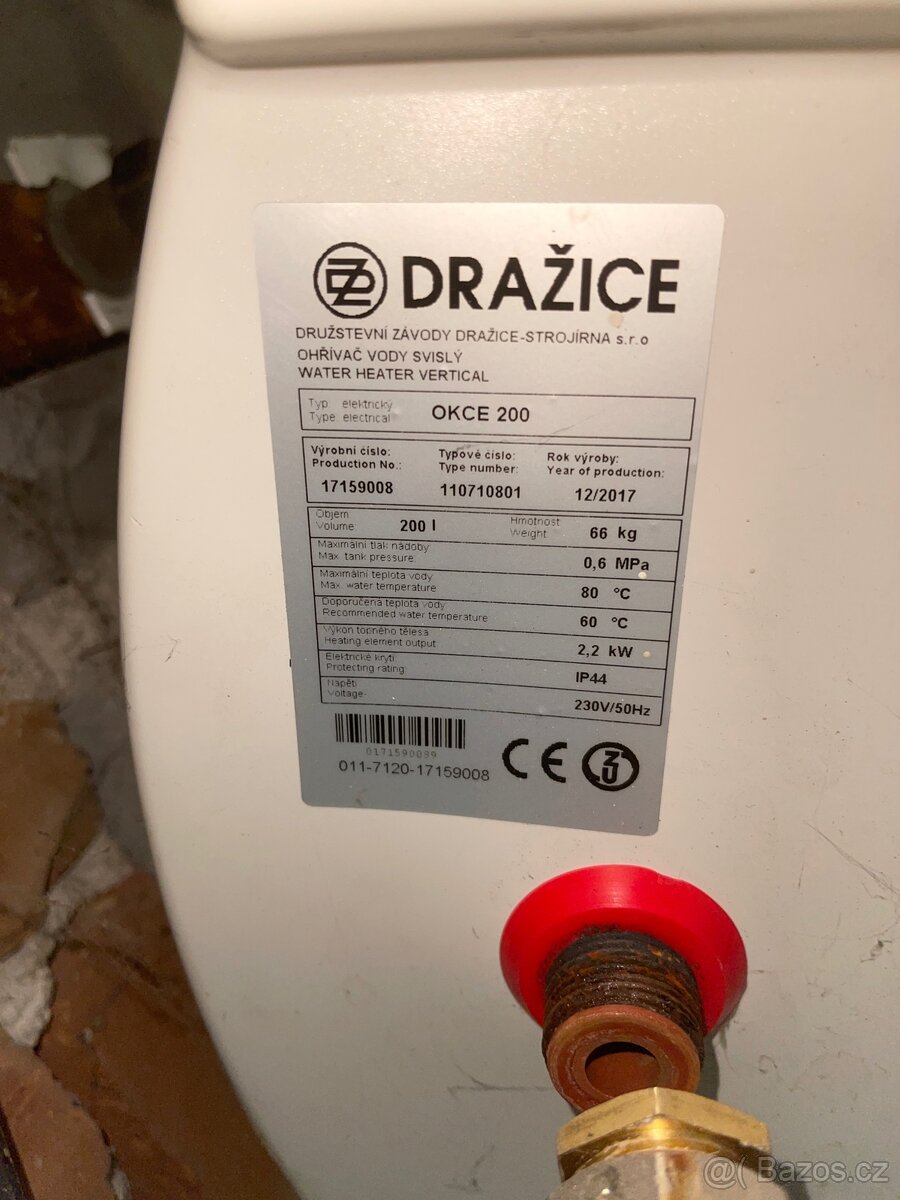 DRAŽICE
DRUŽSTEVNÍ ZÁVODY DRAŽICE-STROJÍRNA s.r.o
OHŘÍVAČ VODY SVISLÝ
WATER HEATER VERTICAL
Typ: elektrický
Type electrical
OKCE 200
Výrobní číslo:
Production No.:
17159008
Typové číslo:
Type number:
110710801
Rok výroby:
Year of production:
12/2017
Objem
Volume:
200 l
Hmotnost
Weight:
66 kg
Maximální tlak nádoby
Max. tank pressure
0,6 MPa
Maximální teplota vody
Max. water temperature
80 °C
Doporučená teplota vody
Recommended water temperature
60 °C
Výkon topného tělesa
Heating element output
2,2 kW
Elektrické krytí
Protecting rating:
IP44
Napětí
Voltage:
230V/50Hz
0171590089
011-7120-17159008
CE
@( Bazos.cz